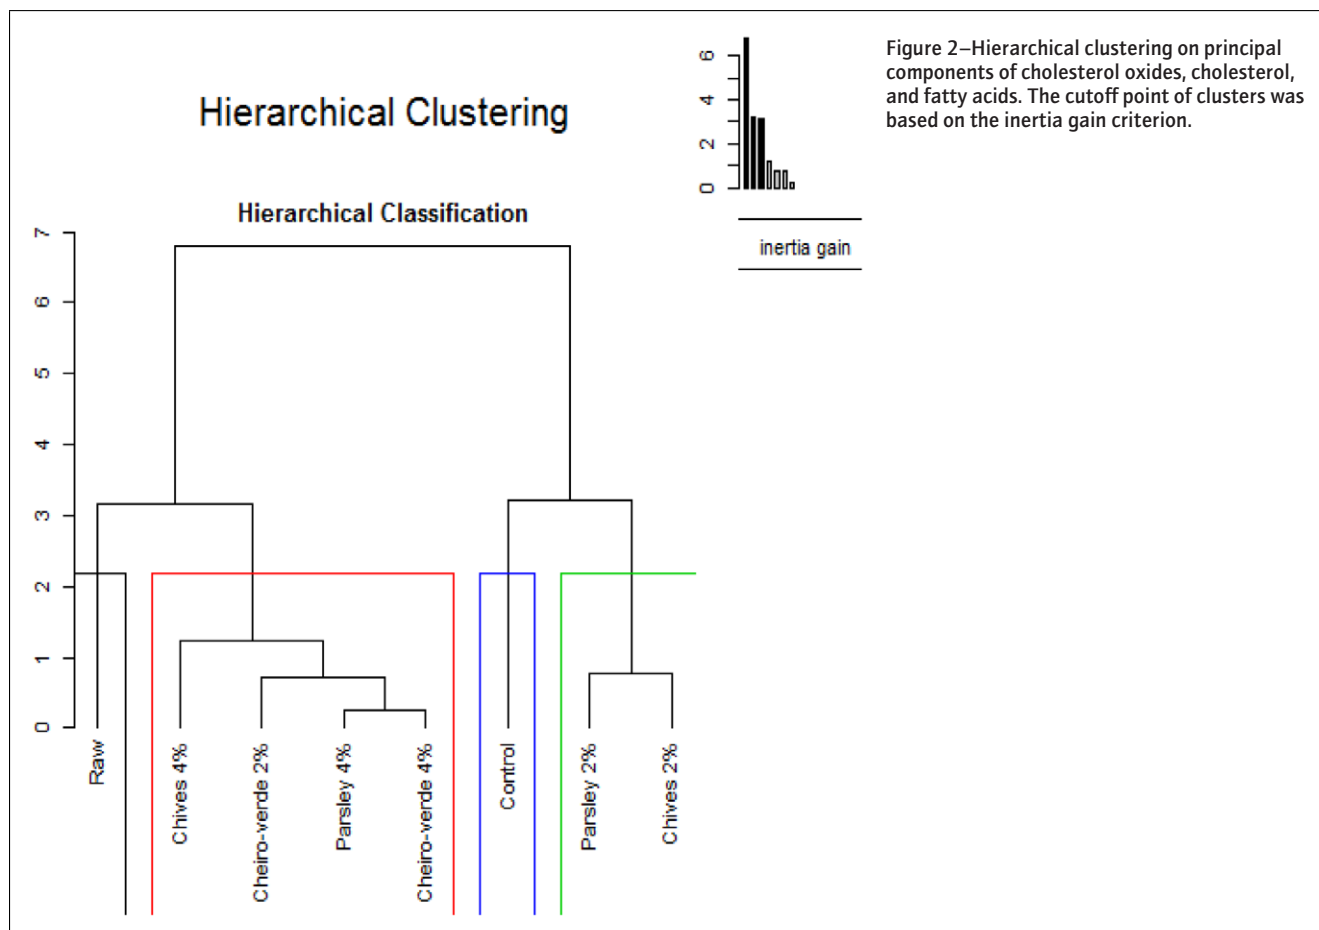 Hierarchical Clustering
6
4
2
0
inertia gain
Figure 2–Hierarchical clustering on principal
components of cholesterol oxides, cholesterol,
and fatty acids. The cutoff point of clusters was
based on the inertia gain criterion.
Hierarchical Classification
7
6
5
4
3
2
1
0
Raw
Chives 4%
Cheiro-verde 2%
Parsley 4%
Cheiro-verde 4%
Control
Parsley 2%
Chives 2%